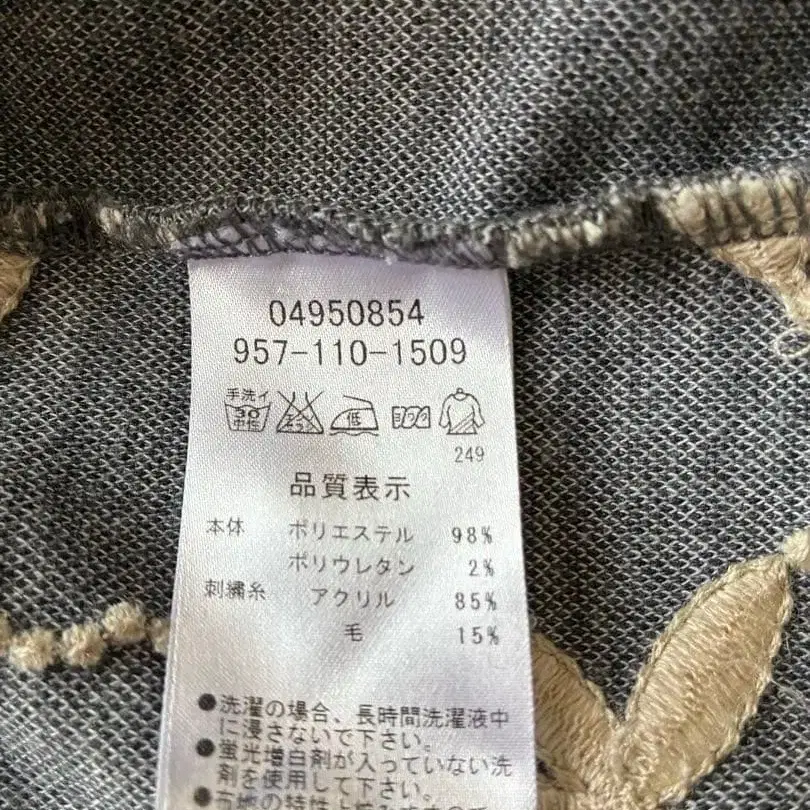 04950854
957-110-1509
手洗イ
30
中性
低
249
品質表示
本体 ポリエステル 98%
ポリウレタン 2%
刺繍糸 アクリル 85%
毛 15%
●洗濯の場合、長時間洗濯液中
に浸さないで下さい。
●蛍光増白剤が入っていない洗
剤を使用して下さい。